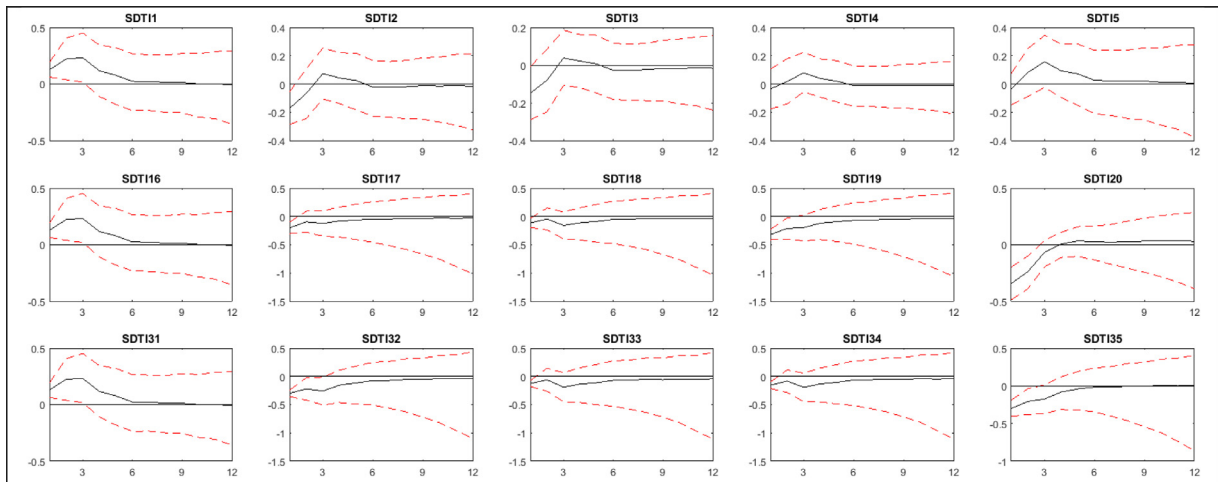 SDTI1 SDTI2 SDTI3 SDTI4 SDTI5
0.5 0.4 0.2 0.4 0.4
0.2 0.2 0.2
0 0 0 0 0
-0.2 -0.2 -0.2 -0.2
-0.5 -0.4 -0.4 -0.4 -0.4
3 6 9 12 3 6 9 12 3 6 9 12 3 6 9 12 3 6 9 12
SDTI16 SDTI17 SDTI18 SDTI19 SDTI20
0.5 0.5 0.5 0.5 0.5
0 0 0 0 0
-0.5 -0.5 -0.5
-1 -1 -1
-0.5 -1.5 -1.5 -1.5 -0.5
3 6 9 12 3 6 9 12 3 6 9 12 3 6 9 12 3 6 9 12
SDTI31 SDTI32 SDTI33 SDTI34 SDTI35
0.5 0.5 0.5 0.5 0.5
0 0 0 0 0
-0.5 -0.5 -0.5 -0.5
-1 -1 -1
-0.5 -1.5 -1.5 -1.5 -1
3 6 9 12 3 6 9 12 3 6 9 12 3 6 9 12 3 6 9 12